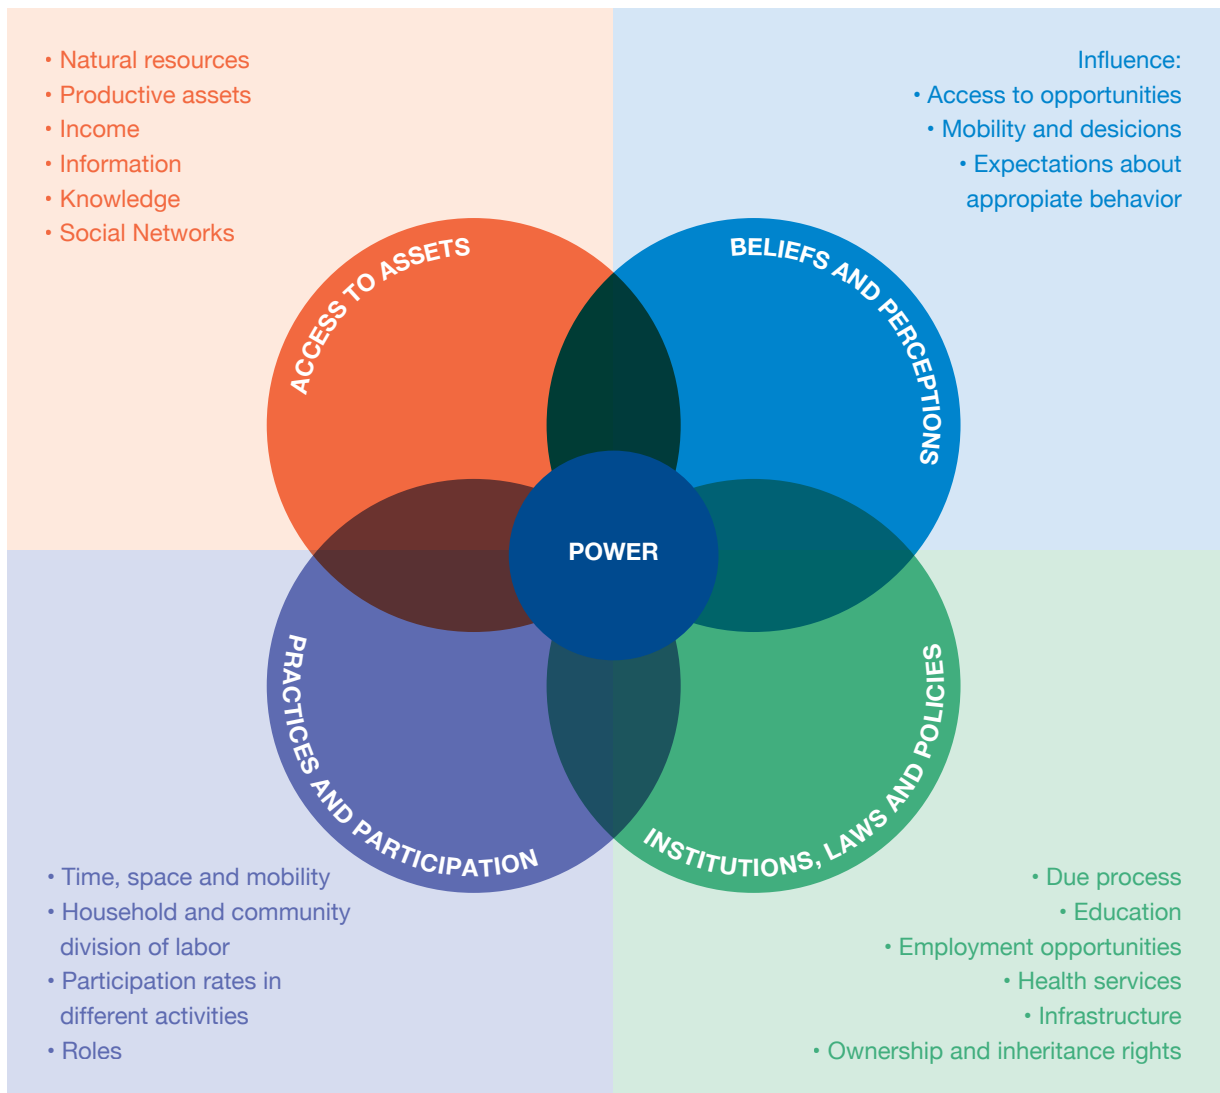 • Natural resources
• Productive assets
• Income
• Information
• Knowledge
• Social Networks
Influence:
• Access to opportunities
• Mobility and desicions
• Expectations about
appropiate behavior
ACCESS TO ASSETS
BELIEFS AND PERCEPTIONS
POWER
PRACTICES AND PARTICIPATION
INSTITUTIONS, LAWS AND POLICIES
• Time, space and mobility
• Household and community
division of labor
• Participation rates in
different activities
• Roles
• Due process
• Education
• Employment opportunities
• Health services
• Infrastructure
• Ownership and inheritance rights